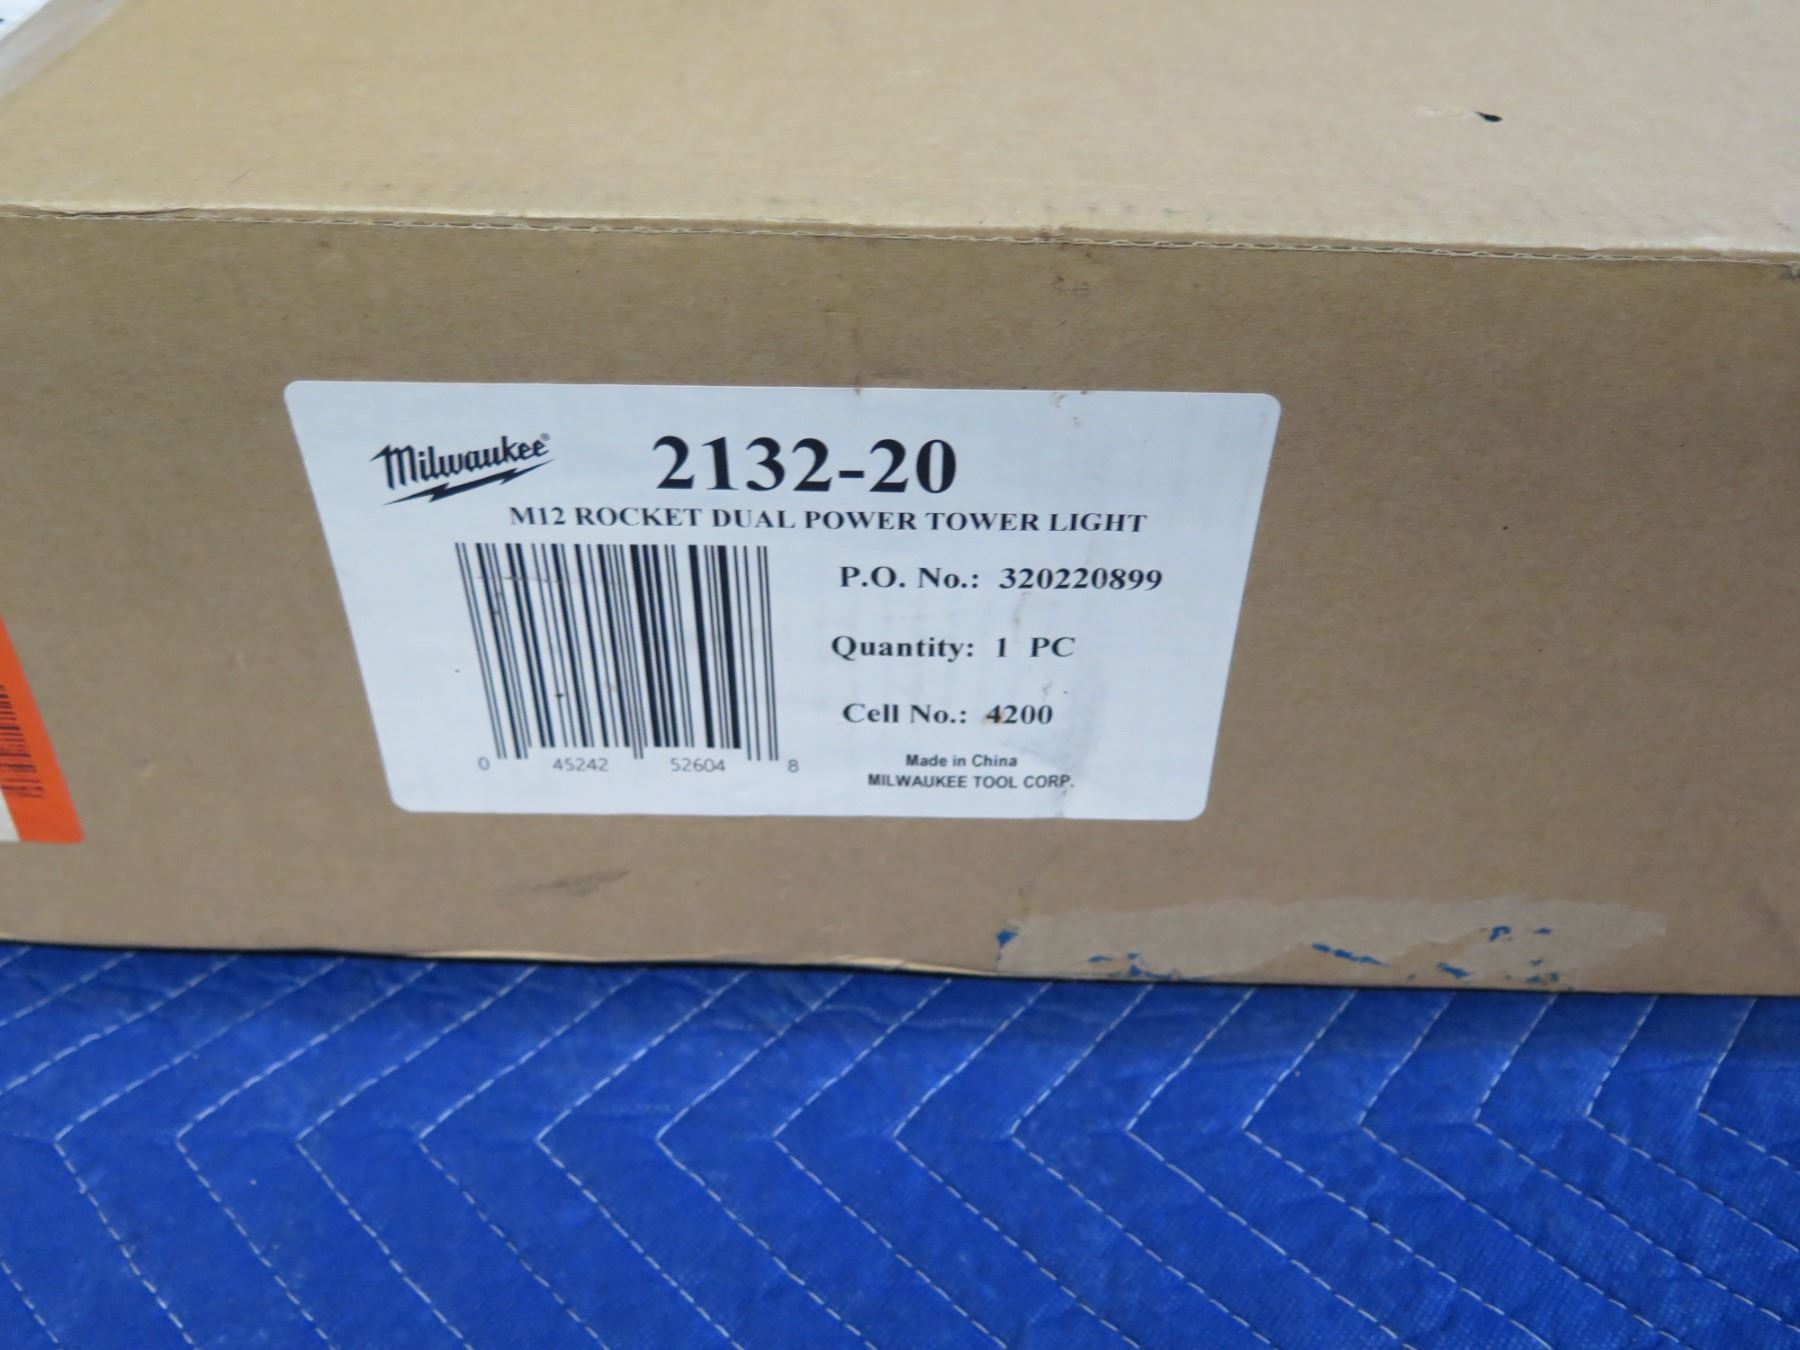 Milwaukee®
2132-20
M12 ROCKET DUAL POWER TOWER LIGHT
P.O. No.: 320220899
Quantity: 1 PC
Cell No.: 4200
0 45242 52604 8
Made in China
MILWAUKEE TOOL CORP.